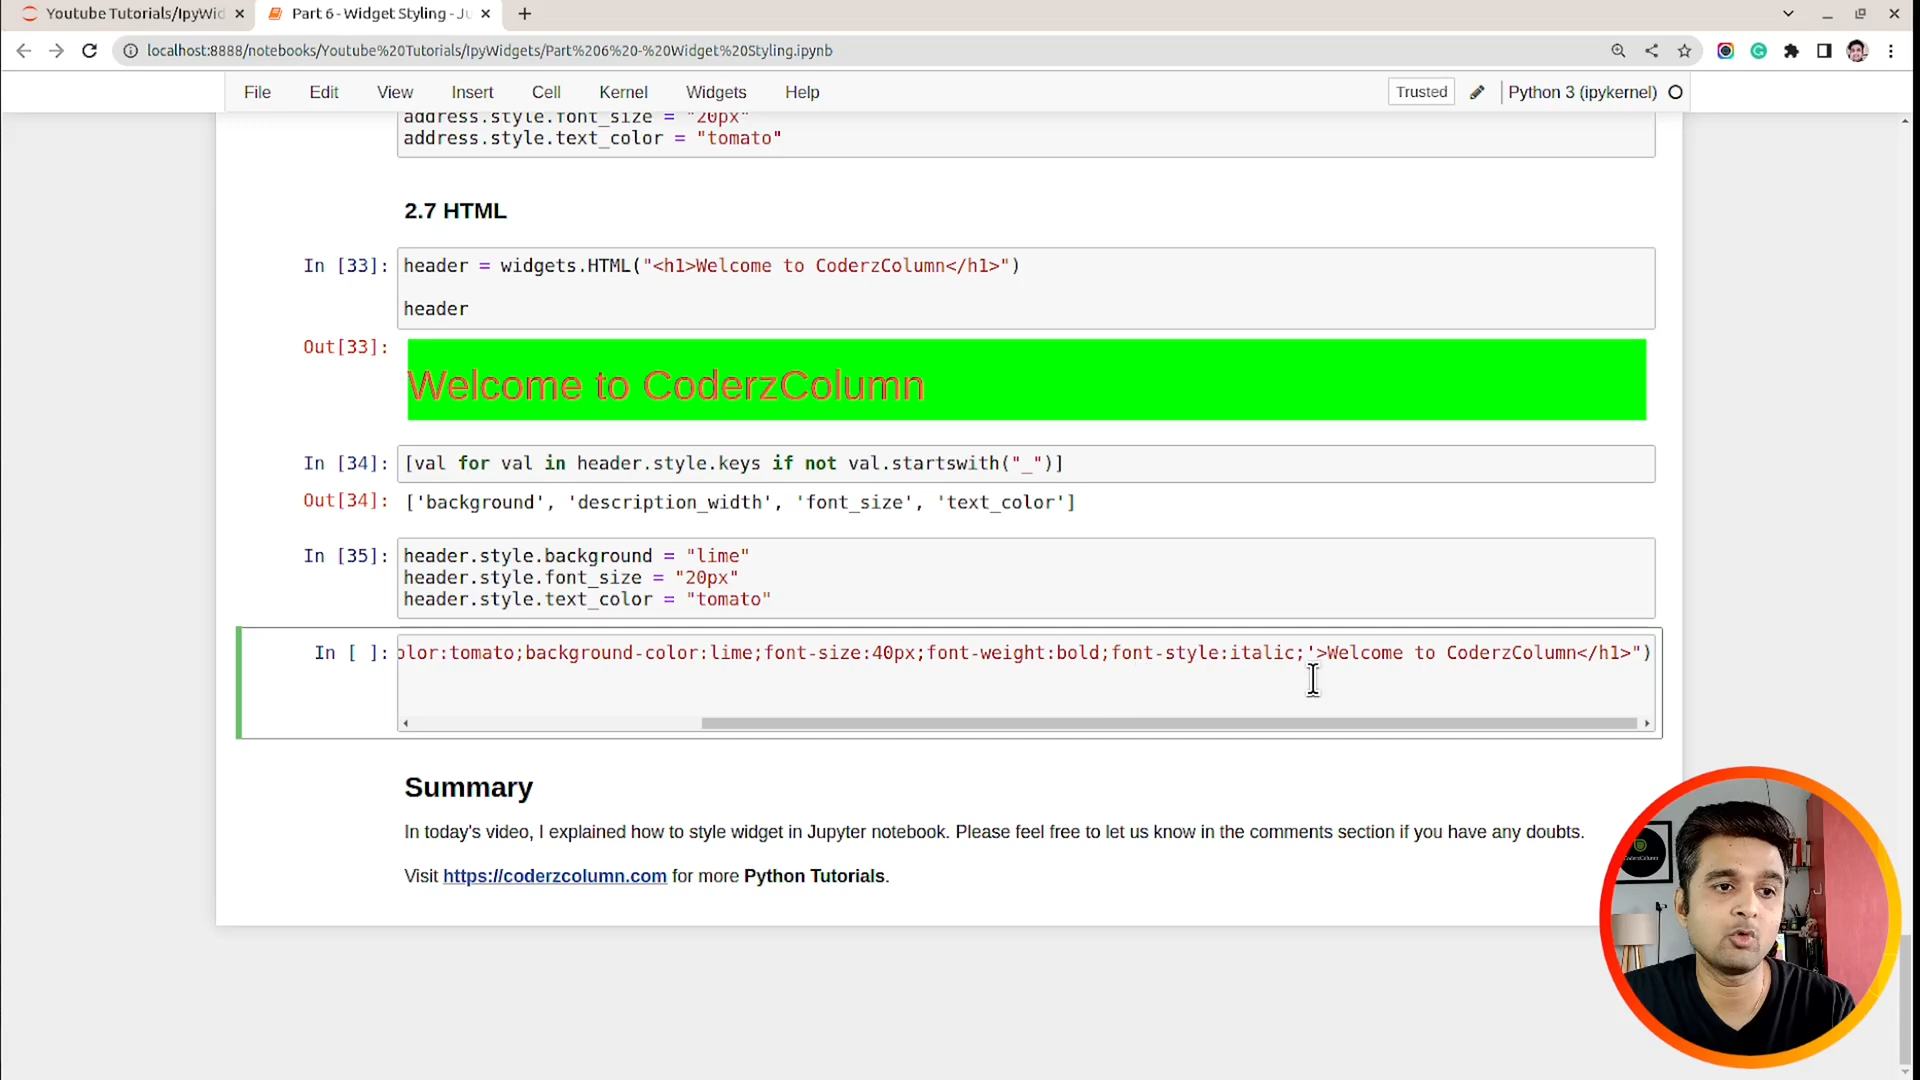 Youtube Tutorials/IpyWid
Part 6 - Widget Styling - Ju
localhost:8888/notebooks/Youtube%20Tutorials/IpyWidgets/Part%206%20-%20Widget%20Styling.ipynb
File Edit View Insert Cell Kernel Widgets Help Trusted Python 3 (ipykernel)
address.style.font_size = "20px"
address.style.text_color = "tomato"
2.7 HTML
In [33]: header = widgets.HTML("<h1>Welcome to CoderzColumn</h1>")
header
Out[33]:
Welcome to CoderzColumn
In [34]: [val for val in header.style.keys if not val.startswith("_")]
Out[34]: ['background', 'description_width', 'font_size', 'text_color']
In [35]: header.style.background = "lime"
header.style.font_size = "20px"
header.style.text_color = "tomato"
In [ ]: olor:tomato;background-color:lime;font-size:40px;font-weight:bold;font-style:italic;'>Welcome to CoderzColumn</h1>")
Summary
In today's video, I explained how to style widget in Jupyter notebook. Please feel free to let us know in the comments section if you have any doubts.
Visit https://coderzcolumn.com for more Python Tutorials.
CoderzColumn